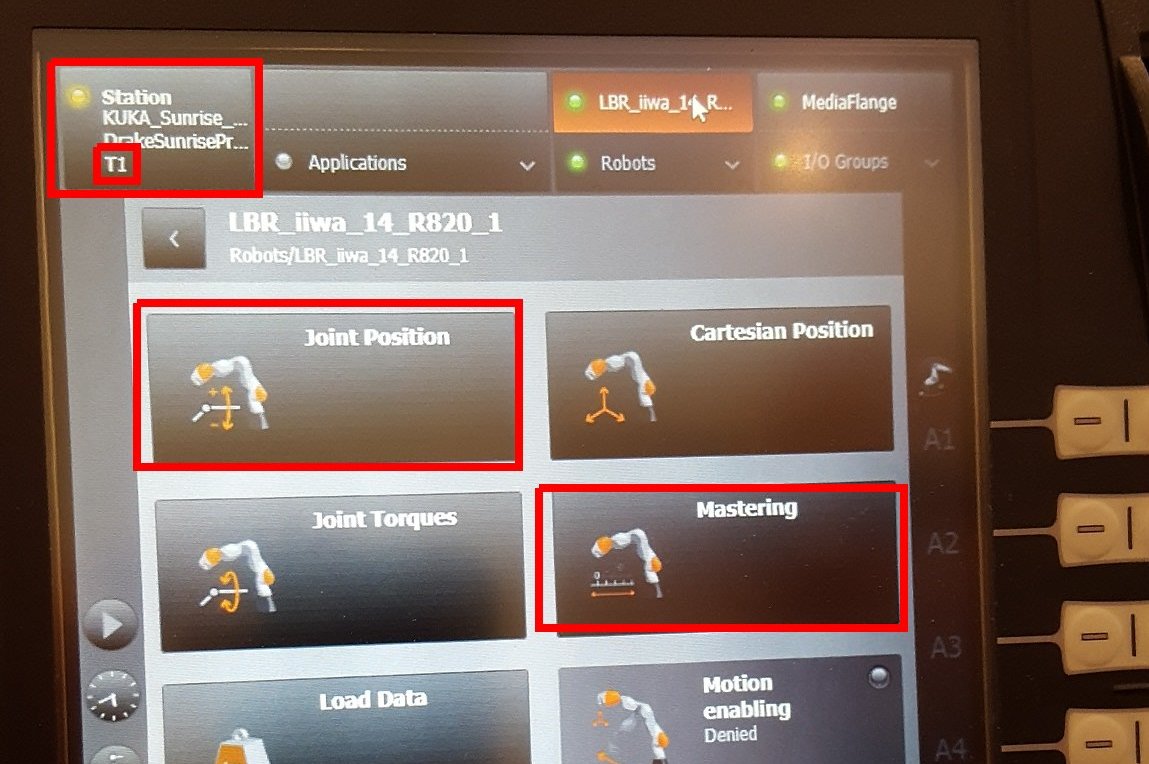 Station
KUKA_Sunrise_...
DrakeSunrisePr...
T1
Applications
LBR_iiwa_14_R...
Robots
MediaFlange
I/O Groups
LBR_iiwa_14_R820_1
Robots/LBR_iiwa_14_R820_1
Joint Position
Cartesian Position
Joint Torques
Mastering
Load Data
Motion
enabling
Denied
A1
A2
A3
A4